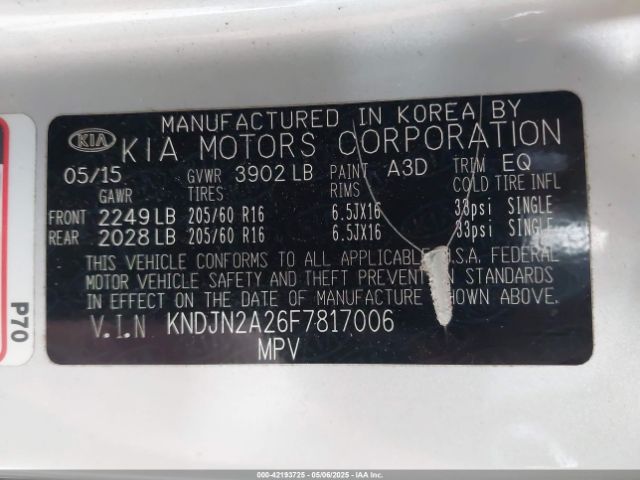 MANUFACTURED IN KOREA BY
KIA KIA MOTORS CORPORATION
05/15 GVWR 3902 LB PAINT A3D TRIM EQ
GAWR TIRES RIMS COLD TIRE INFL
FRONT 2249 LB 205/60 R16 6.5JX16 33psi SINGLE
REAR 2028 LB 205/60 R16 6.5JX16 33psi SINGLE
THIS VEHICLE CONFORMS TO ALL APPLICABLE U.S.A. FEDERAL
MOTOR VEHICLE SAFETY AND THEFT PREVENTION STANDARDS
IN EFFECT ON THE DATE OF MANUFACTURE SHOWN ABOVE.
V.I.N KNDJN2A26F7817006
MPV
P70
000-42193725 - 05/06/2025 - IAA Inc.